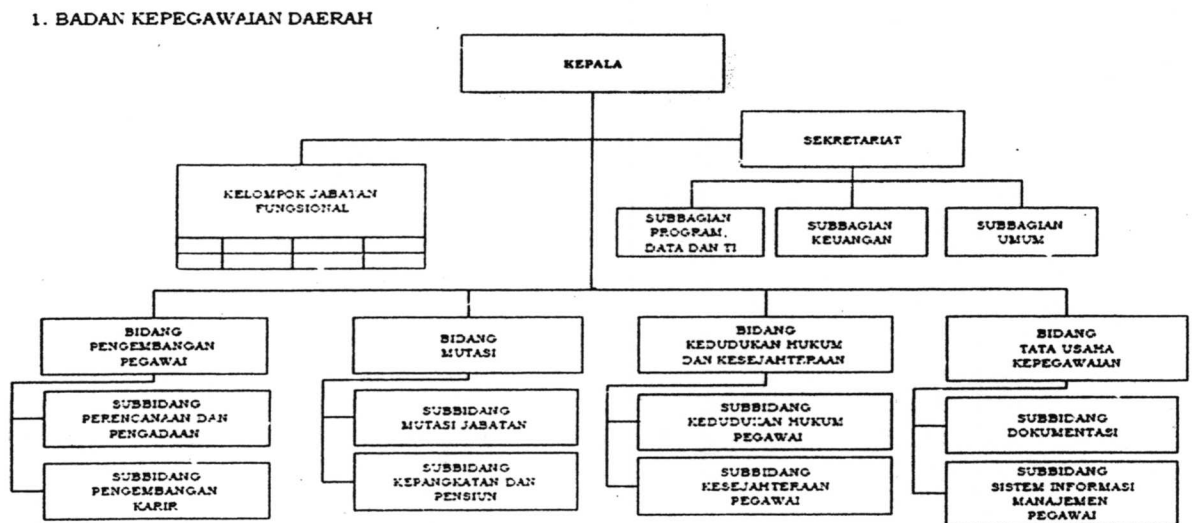 1. BADAN KEPEGAWAIAN DAERAH
KEPALA
SEKRETARIAT
KELOMPOK JABATAN
FUNGSIONAL
SUBBAGIAN
PROGRAM,
DATA DAN TI
SUBBAGIAN
KEUANGAN
SUBBAGIAN
UMUM
BIDANG
PENGEMBANGAN
PEGAWAI
BIDANG
MUTASI
BIDANG
KEDUDUKAN HUKUM
DAN KESEJAHTERAAN
BIDANG
TATA USAHA
KEPEGAWAIAN
SUBBIDANG
PERENCANAAN DAN
PENGADAAN
SUBBIDANG
MUTASI JABATAN
SUBBIDANG
KEDUDUKAN HUKUM
PEGAWAI
SUBBIDANG
DOKUMENTASI
SUBBIDANG
PENGEMBANGAN
KARIR
SUBBIDANG
KEPANGKATAN DAN
PENSIUN
SUBBIDANG
KESEJAHTERAAN
PEGAWAI
SUBBIDANG
SISTEM INFORMASI
MANAJEMEN
PEGAWAI